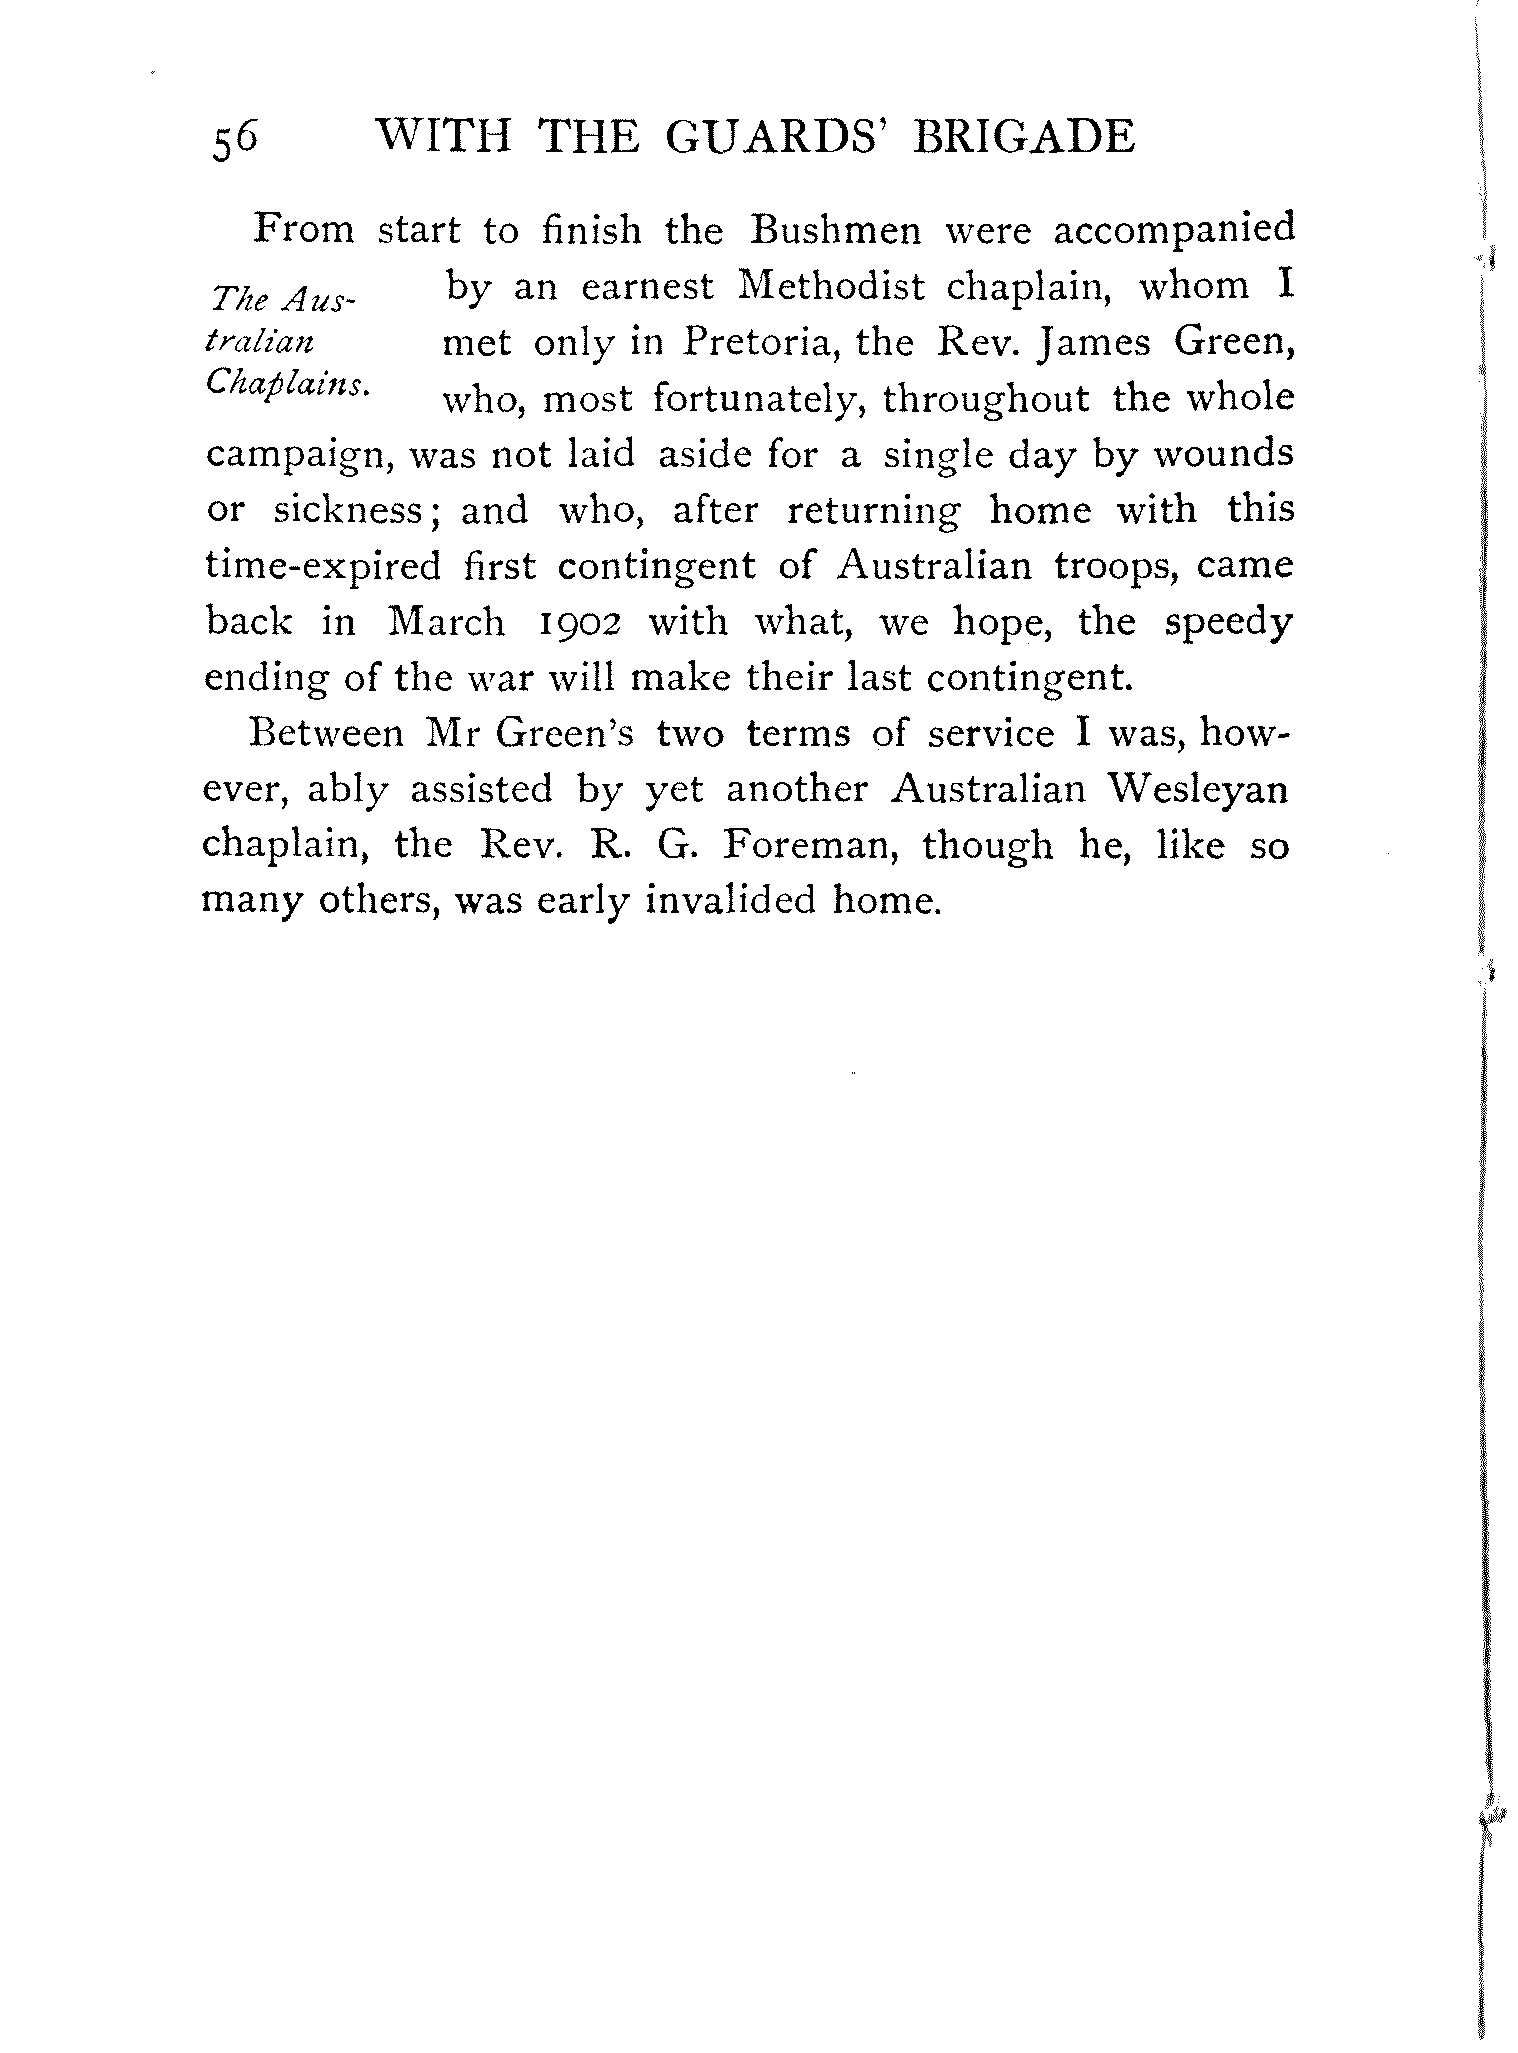 56 WITH THE GUARDS' BRIGADE
From start to finish the Bushmen were accompanied
The Aus-
tralian
Chaplains.
by an earnest Methodist chaplain, whom I
met only in Pretoria, the Rev. James Green,
who, most fortunately, throughout the whole
campaign, was not laid aside for a single day by wounds
or sickness; and who, after returning home with this
time-expired first contingent of Australian troops, came
back in March 1902 with what, we hope, the speedy
ending of the war will make their last contingent.
Between Mr Green's two terms of service I was, how-
ever, ably assisted by yet another Australian Wesleyan
chaplain, the Rev. R. G. Foreman, though he, like so
many others, was early invalided home.